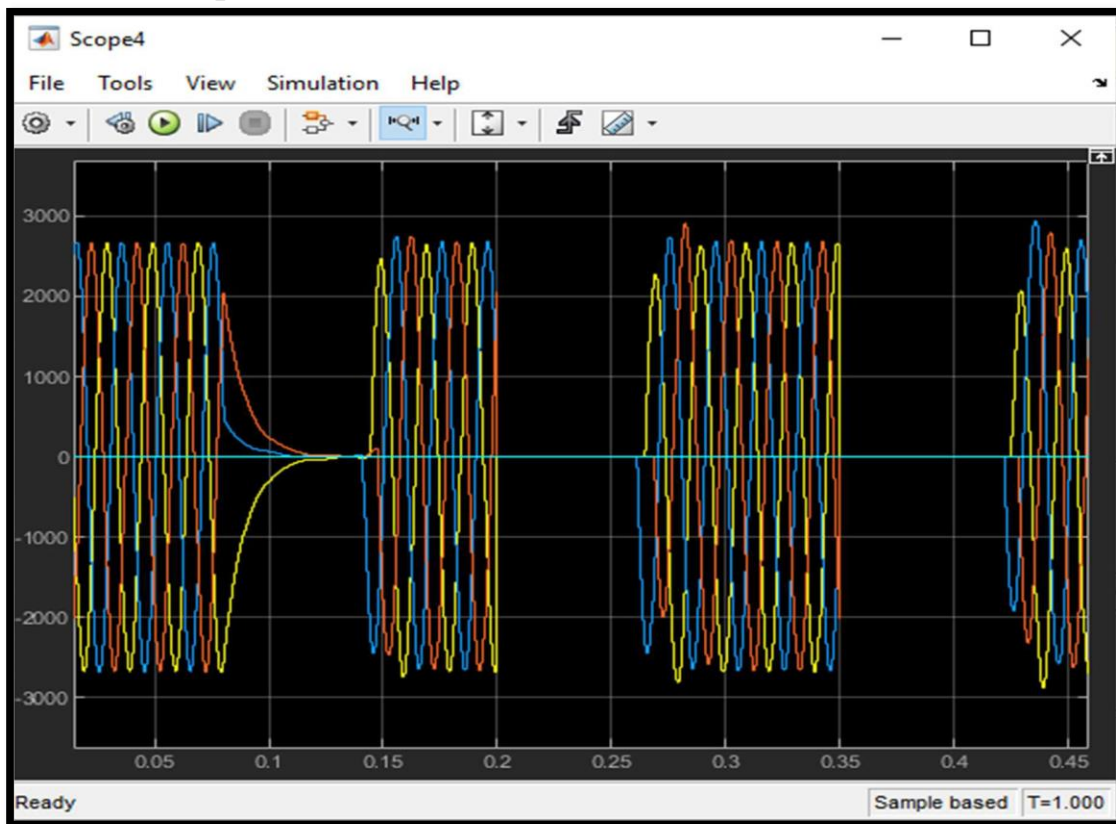 Scope4
File Tools View Simulation Help
3000
2000
1000
0
-1000
-2000
-3000
0.05 0.1 0.15 0.2 0.25 0.3 0.35 0.4 0.45
Ready Sample based T=1.000